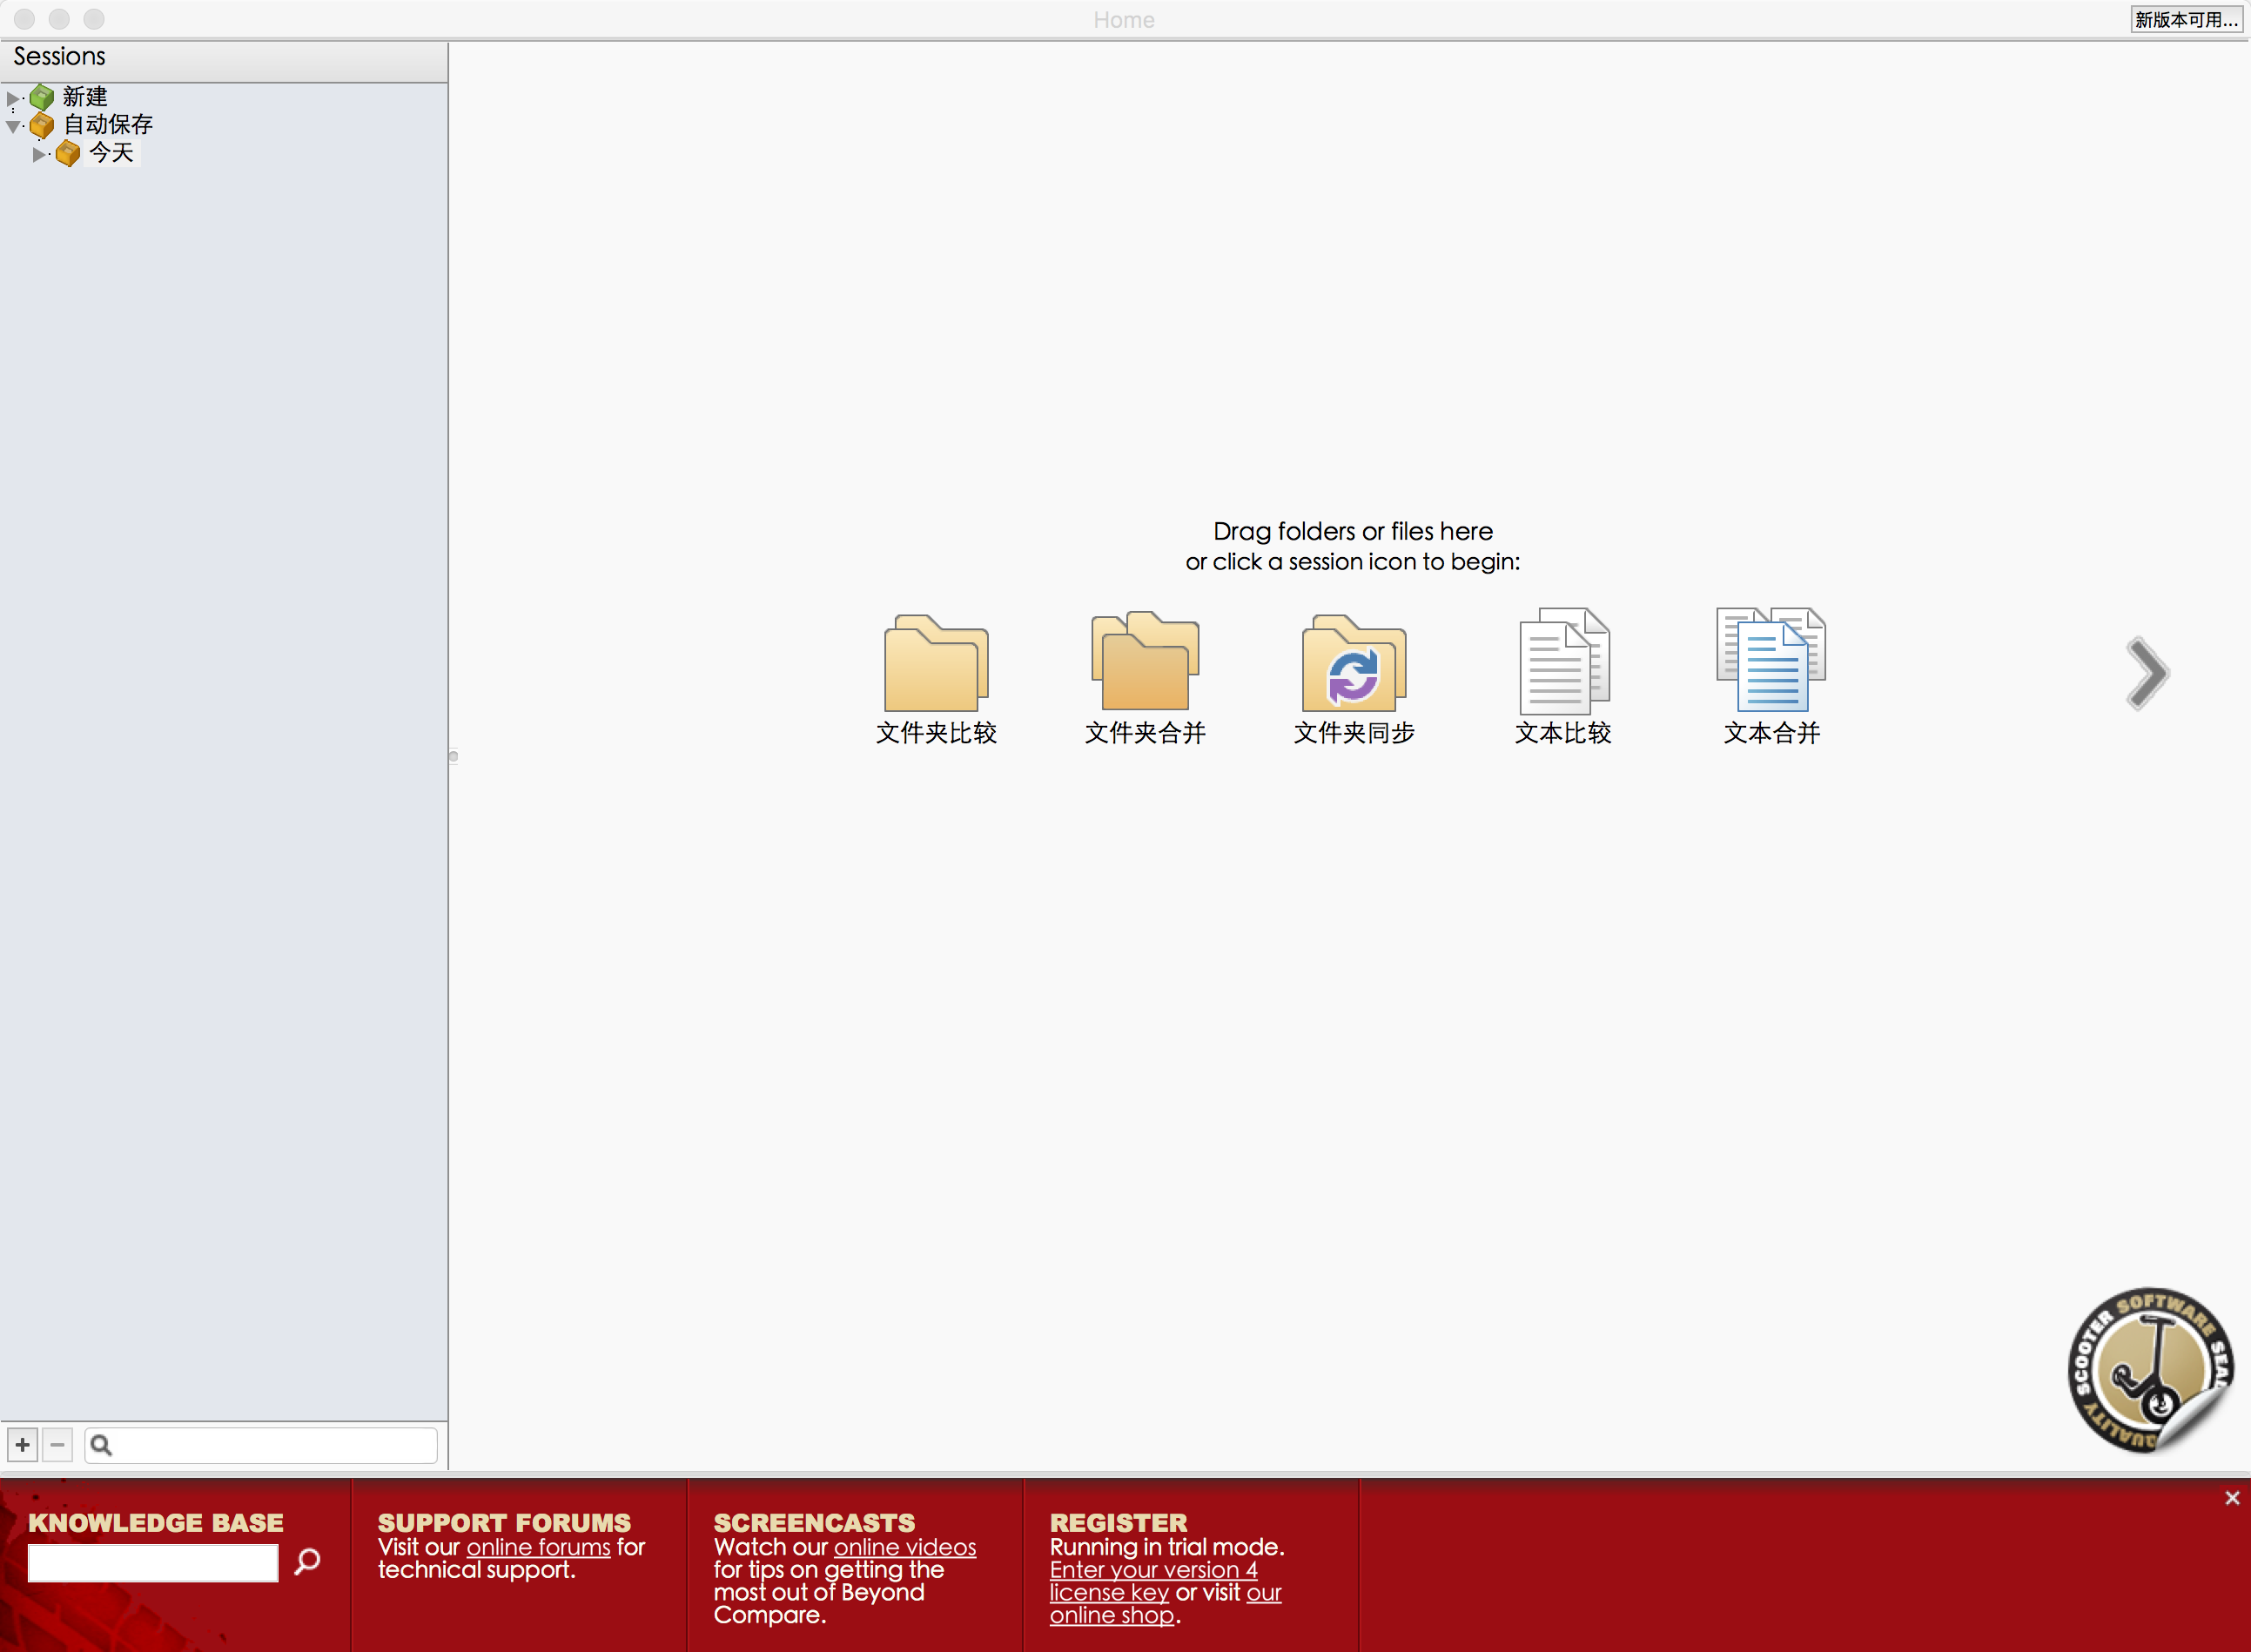 Home
新版本可用...
Sessions
新建
自动保存
今天
Drag folders or files here
or click a session icon to begin:
文件夹比较
文件夹合并
文件夹同步
文本比较
文本合并
SCOOTER SOFTWARE SEAL
QUALITY
KNOWLEDGE BASE
SUPPORT FORUMS
Visit our online forums for
technical support.
SCREENCASTS
Watch our online videos
for tips on getting the
most out of Beyond
Compare.
REGISTER
Running in trial mode.
Enter your version 4
license key or visit our
online shop.